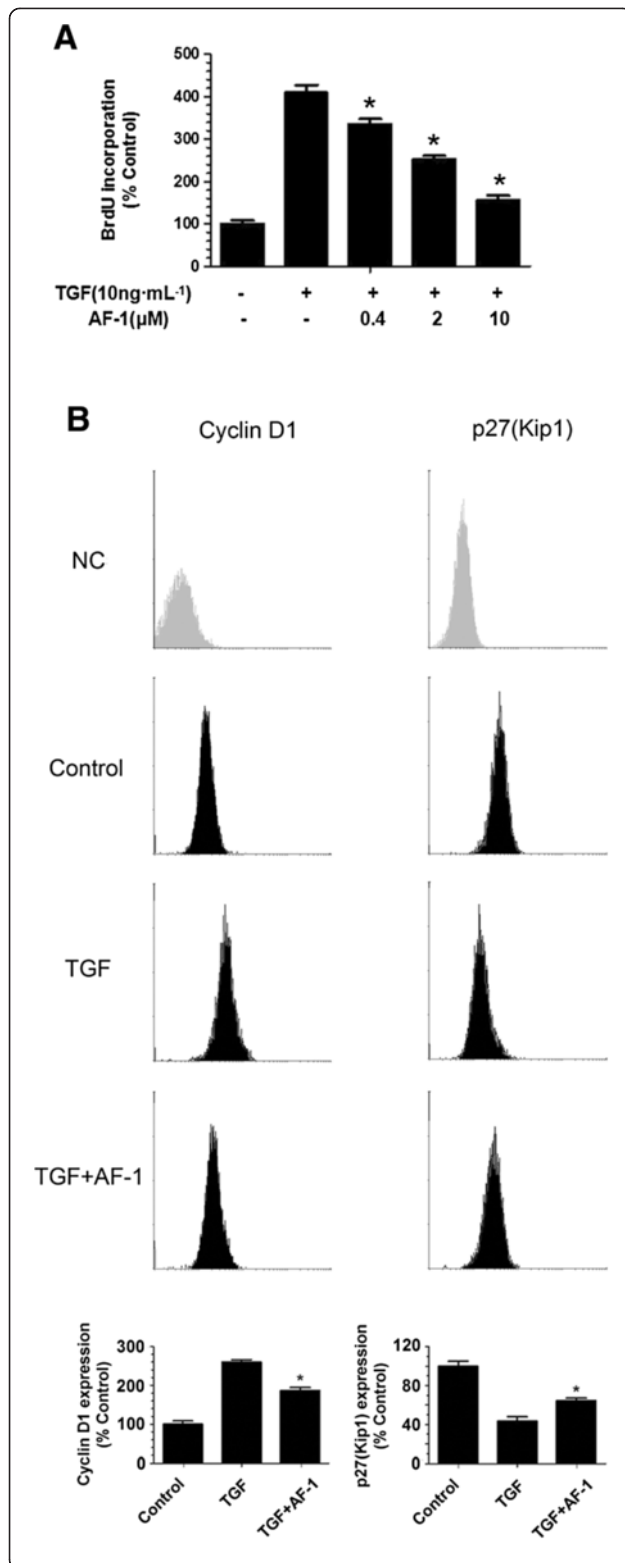 A
BrdU incorporation
(% Control)
500
400
300
200
100
0
TGF(10ng·mL-1) - + + + +
AF-1(μM) - - 0.4 2 10
* * *
B
Cyclin D1 p27(Kip1)
NC
Control
TGF
TGF+AF-1
Cyclin D1 expression
(% Control)
300
200
100
0
*
Control TGF TGF+AF-1
p27(Kip1) expression
(% Control)
120
80
40
0
*
Control TGF TGF+AF-1